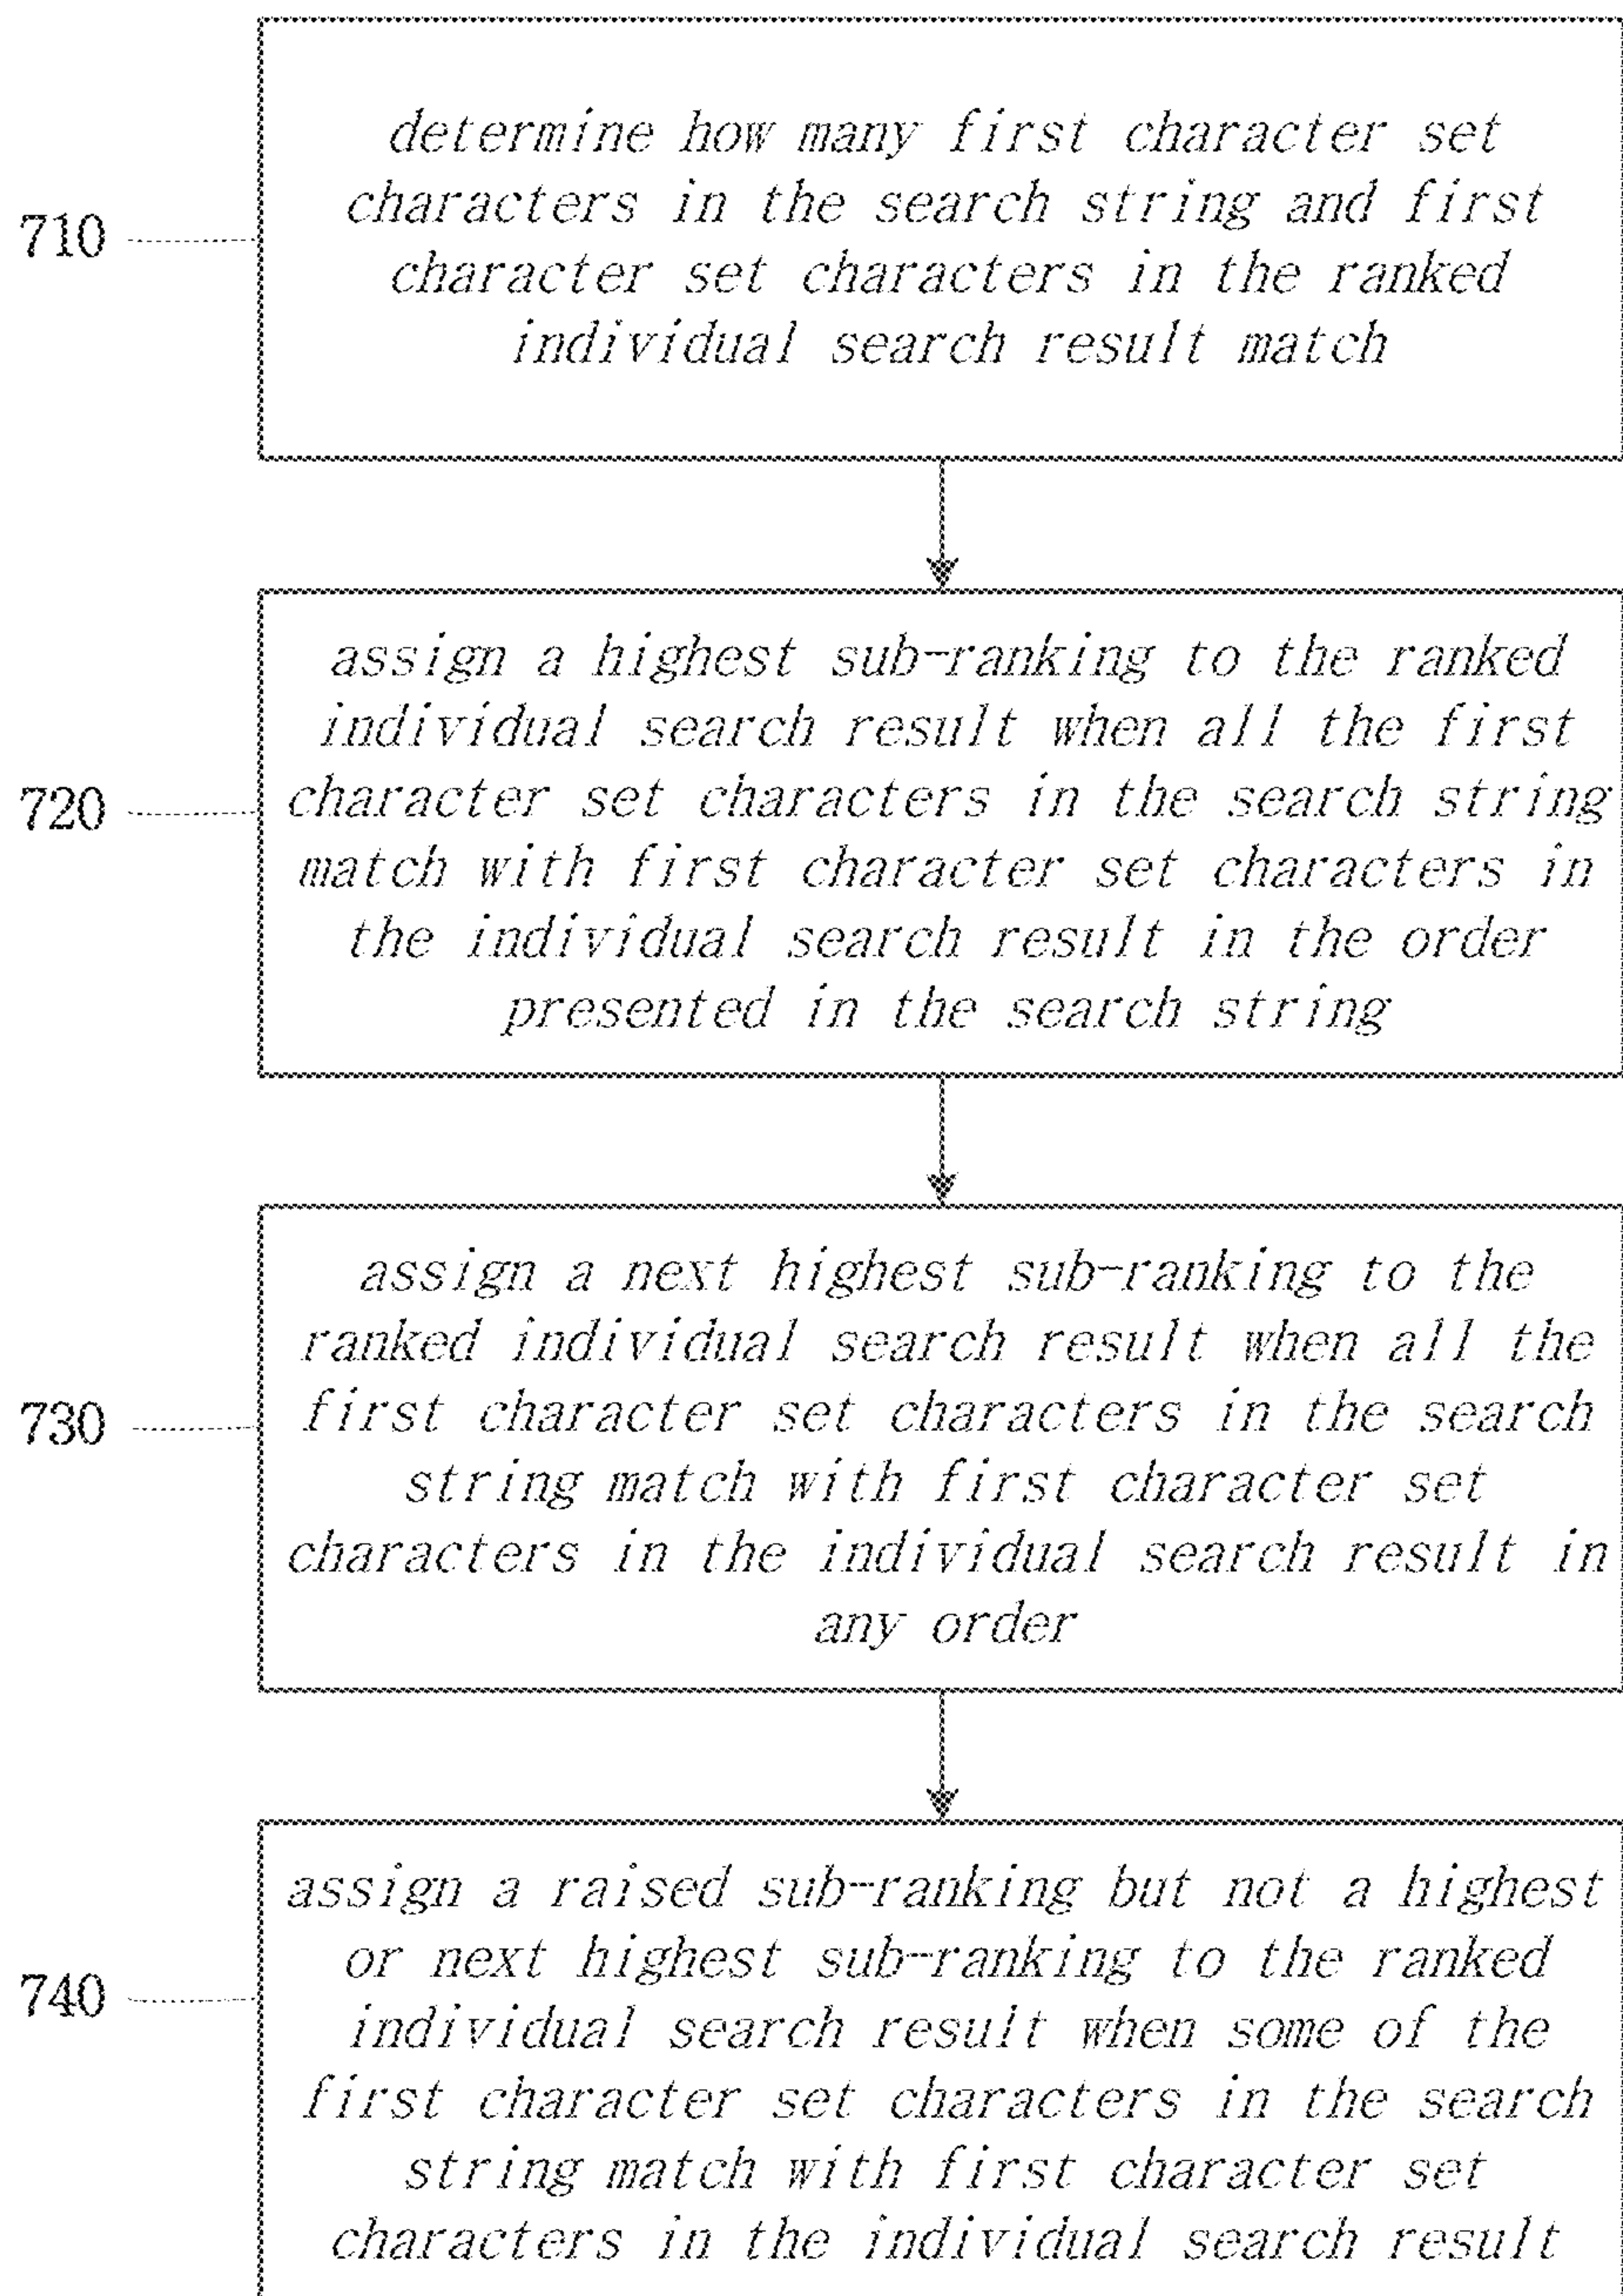 710
determine how many first character set
characters in the search string and first
character set characters in the ranked
individual search result match
720
assign a highest sub-ranking to the ranked
individual search result when all the first
character set characters in the search string
match with first character set characters in
the individual search result in the order
presented in the search string
730
assign a next highest sub-ranking to the
ranked individual search result when all the
first character set characters in the search
string match with first character set
characters in the individual search result in
any order
740
assign a raised sub-ranking but not a highest
or next highest sub-ranking to the ranked
individual search result when some of the
first character set characters in the search
string match with first character set
characters in the individual search result